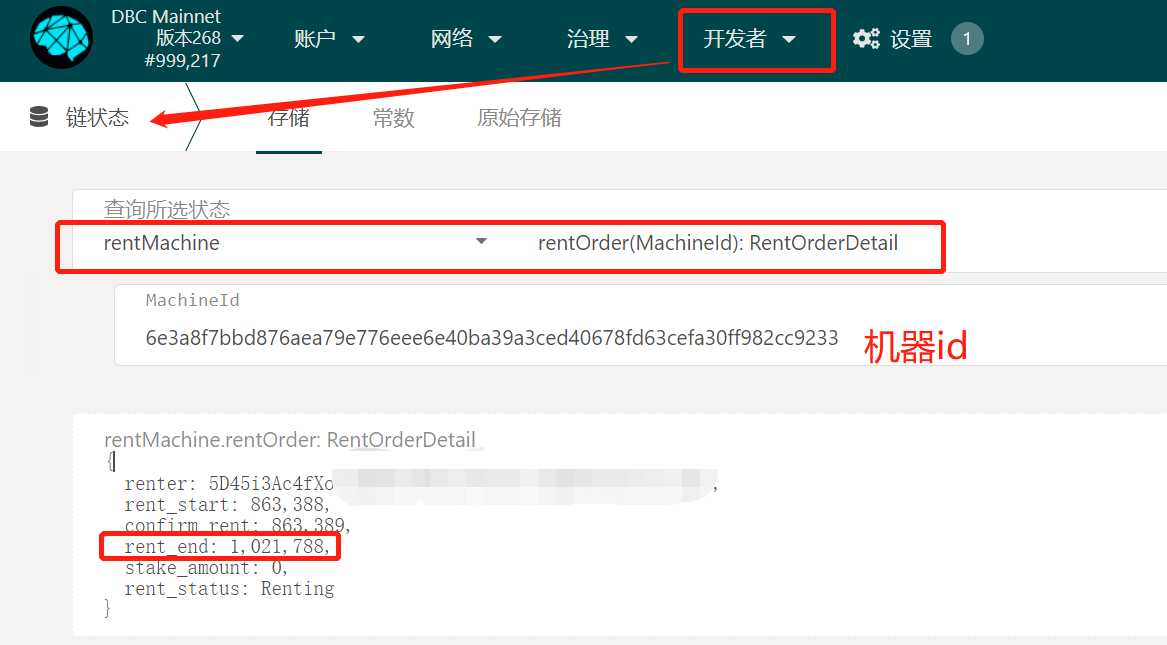 DBC Mainnet
版本268
#999,217
账户
网络
治理
开发者
设置
1
链状态
存储
常数
原始存储
查询所选状态
rentMachine
rentOrder(MachineId): RentOrderDetail
MachineId
6e3a8f7bbd876aea79e776eee6e40ba39a3ced40678fd63cefa30ff982cc9233
机器id
rentMachine.rentOrder: RentOrderDetail
{
renter: 5D45i3Ac4fXo ,
rent_start: 863,388,
confirm_rent: 863,389,
rent_end: 1,021,788,
stake_amount: 0,
rent_status: Renting
}